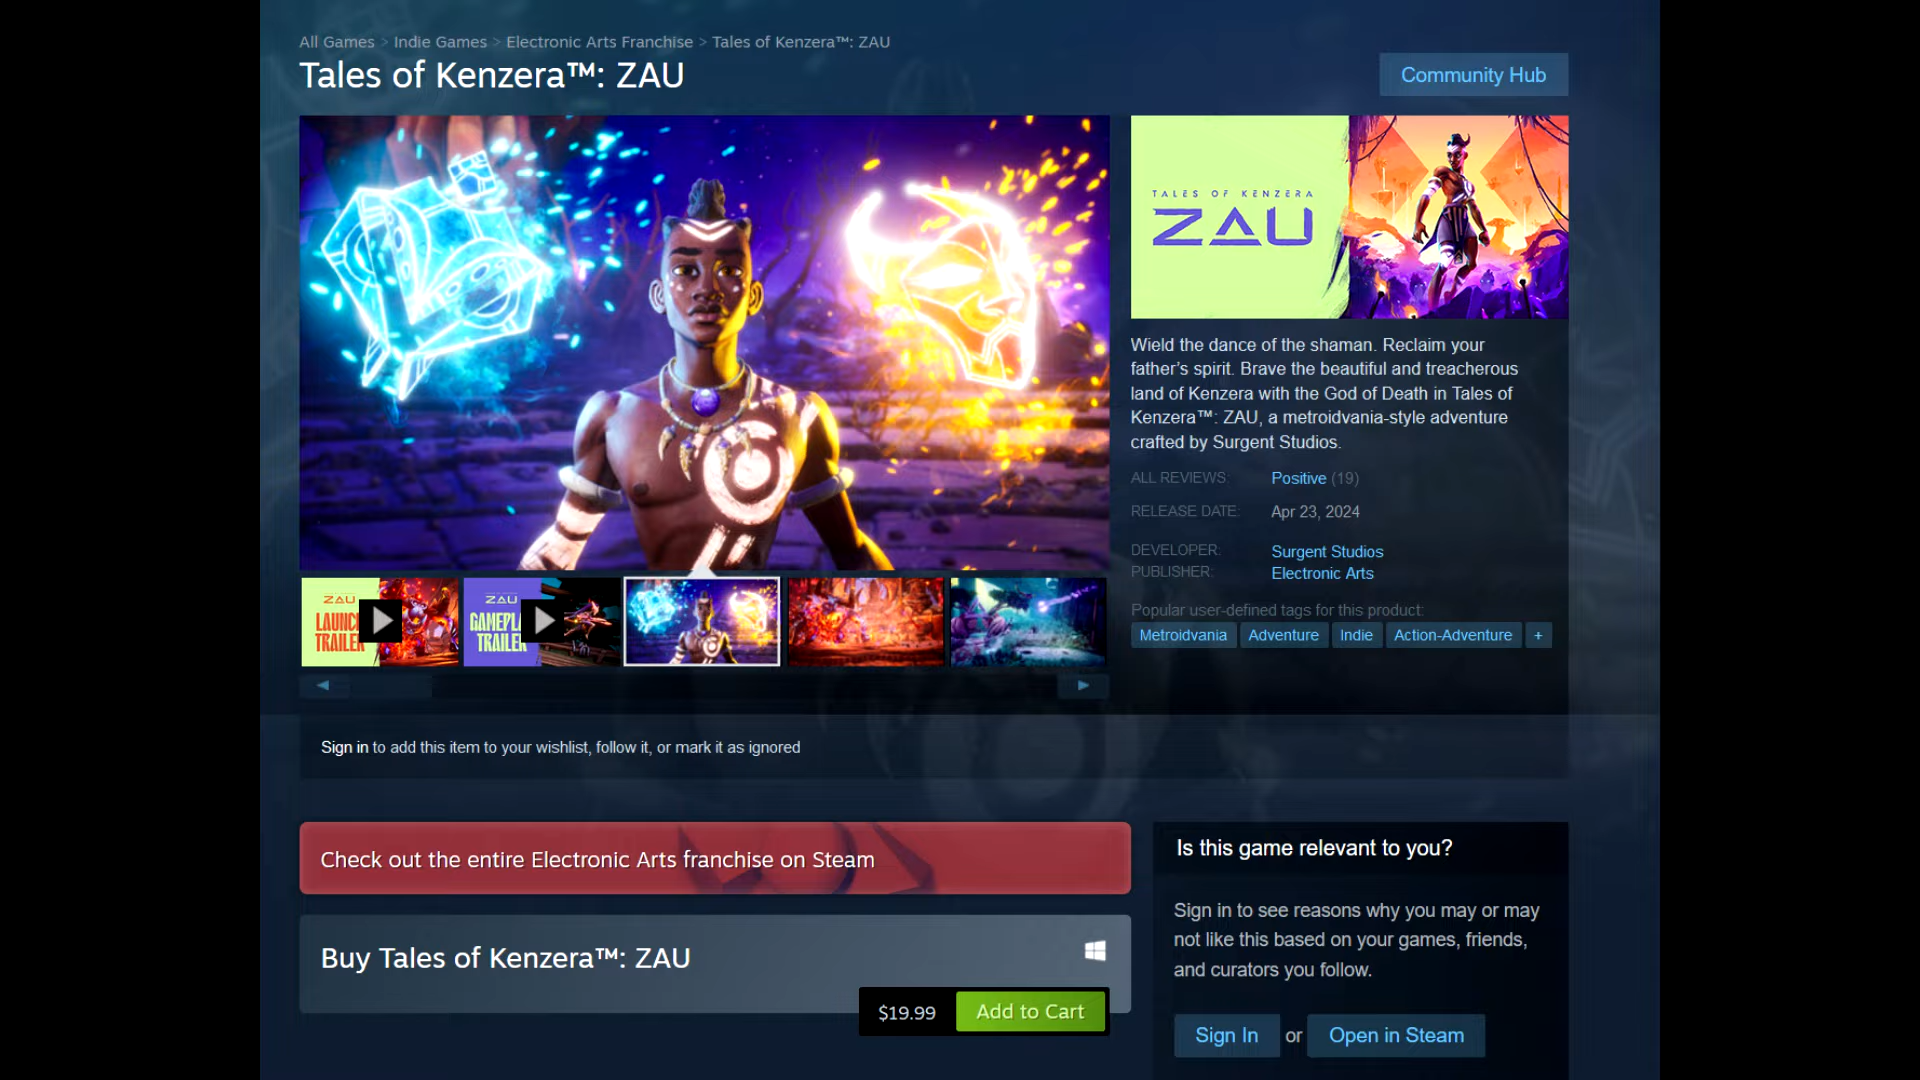 All Games > Indie Games > Electronic Arts Franchise > Tales of Kenzera™: ZAU
Tales of Kenzera™: ZAU
Community Hub
TALES OF KENZERA
ZAU
Wield the dance of the shaman. Reclaim your
father's spirit. Brave the beautiful and treacherous
land of Kenzera with the God of Death in Tales of
Kenzera™: ZAU, a metroidvania-style adventure
crafted by Surgent Studios.
ALL REVIEWS: Positive (19)
RELEASE DATE: Apr 23, 2024
DEVELOPER: Surgent Studios
PUBLISHER: Electronic Arts
Popular user-defined tags for this product:
Metroidvania Adventure Indie Action-Adventure +
ZAU
TRAILER
ZAU
TRAILER
Sign in to add this item to your wishlist, follow it, or mark it as ignored
Check out the entire Electronic Arts franchise on Steam
Buy Tales of Kenzera™: ZAU
$19.99 Add to Cart
Is this game relevant to you?
Sign in to see reasons why you may or may
not like this based on your games, friends,
and curators you follow.
Sign In or Open in Steam